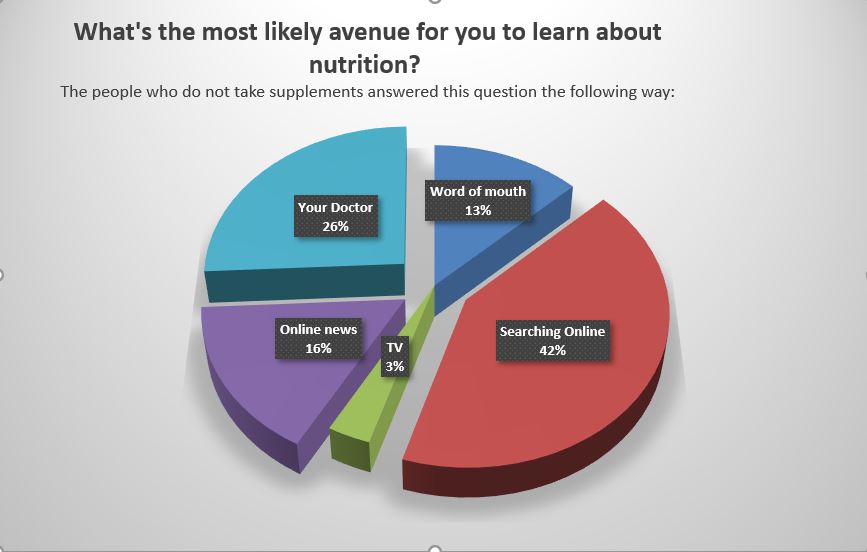 What's the most likely avenue for you to learn about
nutrition?
The people who do not take supplements answered this question the following way:
Word of mouth
13%
Searching Online
42%
TV
3%
Online news
16%
Your Doctor
26%